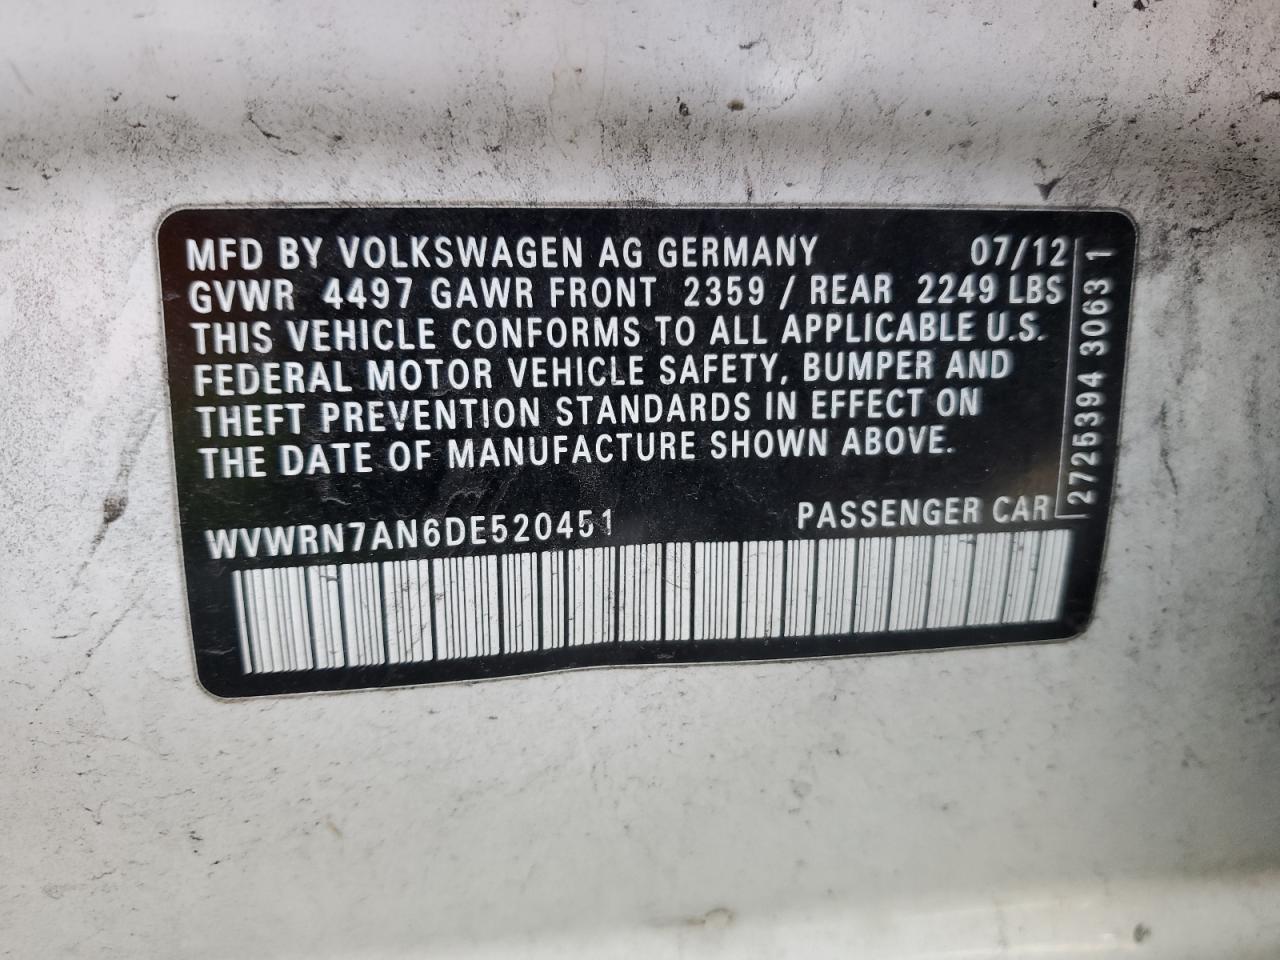 MFD BY VOLKSWAGEN AG GERMANY 07/12
GVWR 4497 GAWR FRONT 2359 / REAR 2249 LBS
THIS VEHICLE CONFORMS TO ALL APPLICABLE U.S.
FEDERAL MOTOR VEHICLE SAFETY, BUMPER AND
THEFT PREVENTION STANDARDS IN EFFECT ON
THE DATE OF MANUFACTURE SHOWN ABOVE.
WVWRN7AN6DE520451 PASSENGER CAR
2725394 3063 1